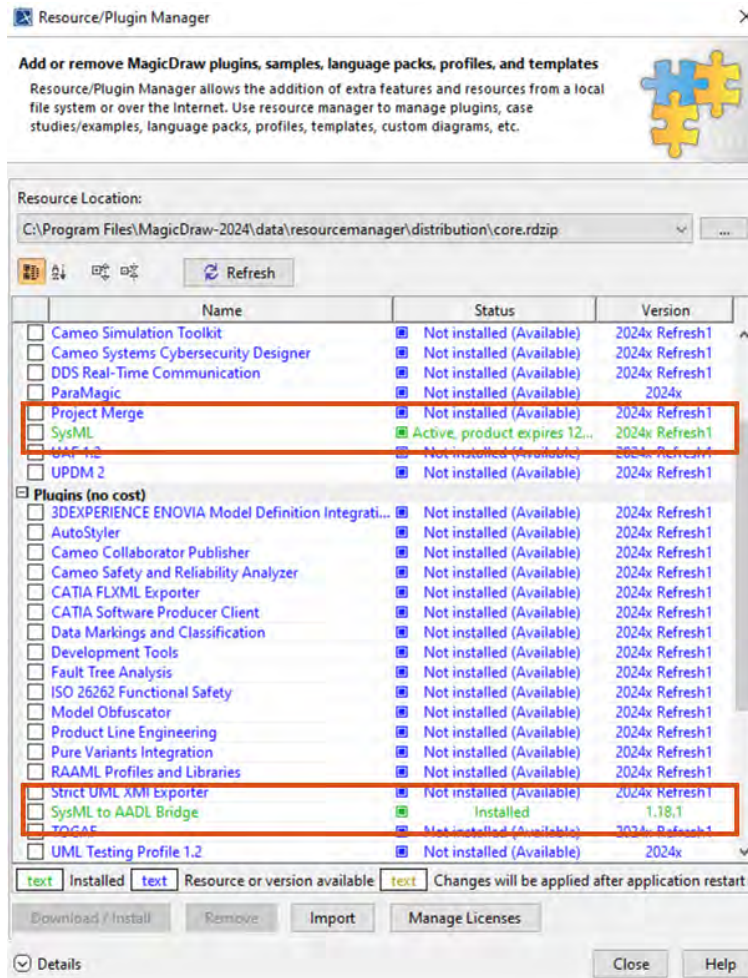 Resource/Plugin Manager
Add or remove MagicDraw plugins, samples, language packs, profiles, and templates
Resource/Plugin Manager allows the addition of extra features and resources from a local
file system or over the Internet. Use resource manager to manage plugins, case
studies/examples, language packs, profiles, templates, custom diagrams, etc.
Resource Location:
C:\Program Files\MagicDraw-2024\data\resourcemanager\distribution\core.rdzip ...
Refresh
Name Status Version
Cameo Simulation Toolkit Not installed (Available) 2024x Refresh1
Cameo Systems Cybersecurity Designer Not installed (Available) 2024x Refresh1
DDS Real-Time Communication Not installed (Available) 2024x Refresh1
ParaMagic Not installed (Available) 2024x
Project Merge Not installed (Available) 2024x Refresh1
SysML Active, product expires 12... 2024x Refresh1
UAF 1.2 Not installed (Available) 2024x Refresh1
UPDM 2 Not installed (Available) 2024x Refresh1
Plugins (no cost)
3DEXPERIENCE ENOVIA Model Definition Integrati... Not installed (Available) 2024x Refresh1
AutoStyler Not installed (Available) 2024x Refresh1
Cameo Collaborator Publisher Not installed (Available) 2024x Refresh1
Cameo Safety and Reliability Analyzer Not installed (Available) 2024x Refresh1
CATIA FLXML Exporter Not installed (Available) 2024x Refresh1
CATIA Software Producer Client Not installed (Available) 2024x Refresh1
Data Markings and Classification Not installed (Available) 2024x Refresh1
Development Tools Not installed (Available) 2024x Refresh1
Fault Tree Analysis Not installed (Available) 2024x Refresh1
ISO 26262 Functional Safety Not installed (Available) 2024x Refresh1
Model Obfuscator Not installed (Available) 2024x Refresh1
Product Line Engineering Not installed (Available) 2024x Refresh1
Pure Variants Integration Not installed (Available) 2024x Refresh1
RAAML Profiles and Libraries Not installed (Available) 2024x Refresh1
Strict UML XMI Exporter Not installed (Available) 2024x Refresh1
SysML to AADL Bridge Installed 1.18.1
TOGAF Not installed (Available) 2024x Refresh1
UML Testing Profile 1.2 Not installed (Available) 2024x
text Installed text Resource or version available text Changes will be applied after application restart
Download / Install Remove Import Manage Licenses
Details Close Help